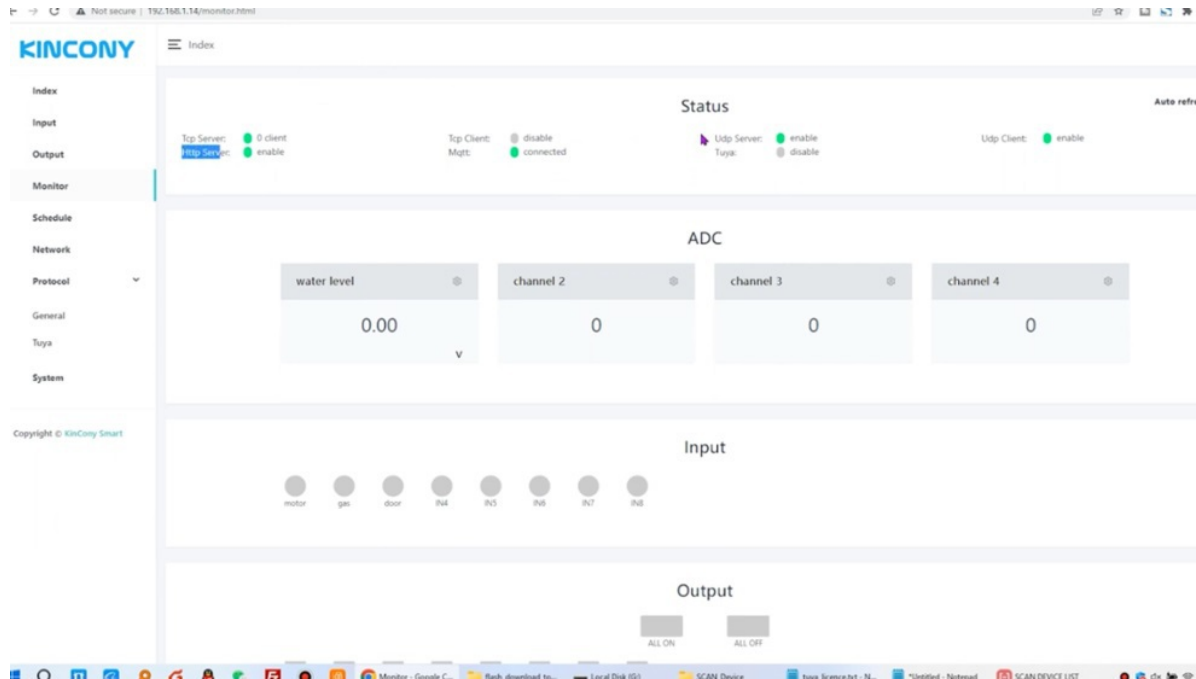 Not secure | 192.168.1.14/monitor.html
KINCONY
Index
Index
Input
Output
Monitor
Schedule
Network
Protocol
General
Tuya
System
Copyright © KinCony Smart
Status
Auto refre
Tcp Server: 0 client
Tcp Client: disable
Udp Server: enable
Udp Client: enable
Http Server: enable
Mqtt: connected
Tuya: disable
ADC
water level
channel 2
channel 3
channel 4
0.00
0
0
0
V
Input
motor gas door IN4 IN5 IN6 IN7 IN8
Output
ALL ON
ALL OFF
Monitor - Google C...
flash_download_to...
Local Disk (G:)
SCAN Device
tuya licence.txt - N...
*Untitled - Notepad
SCAN DEVICE LIST